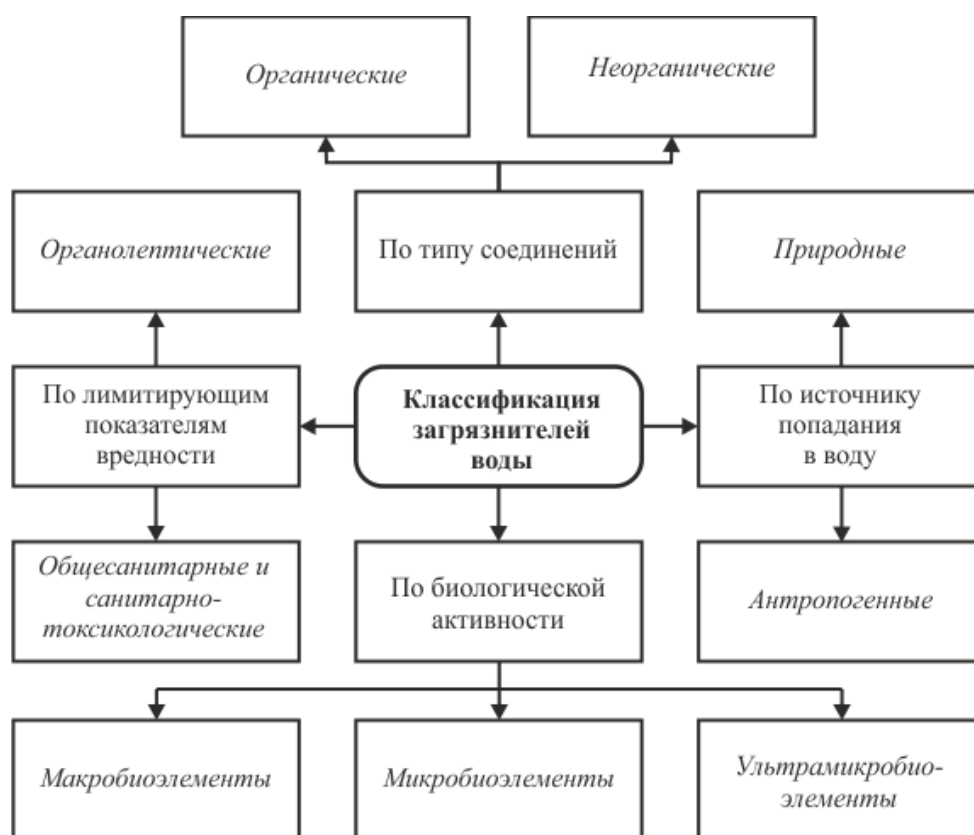 Органические
Неорганические
Органолептические
По типу соединений
Природные
По лимитирующим
показателям
вредности
Классификация
загрязнителей
воды
По источнику
попадания
в воду
Общесанитарные и
санитарно-
токсикологические
По биологической
активности
Антропогенные
Макробиоэлементы
Микробиоэлементы
Ультрамикробио-
элементы